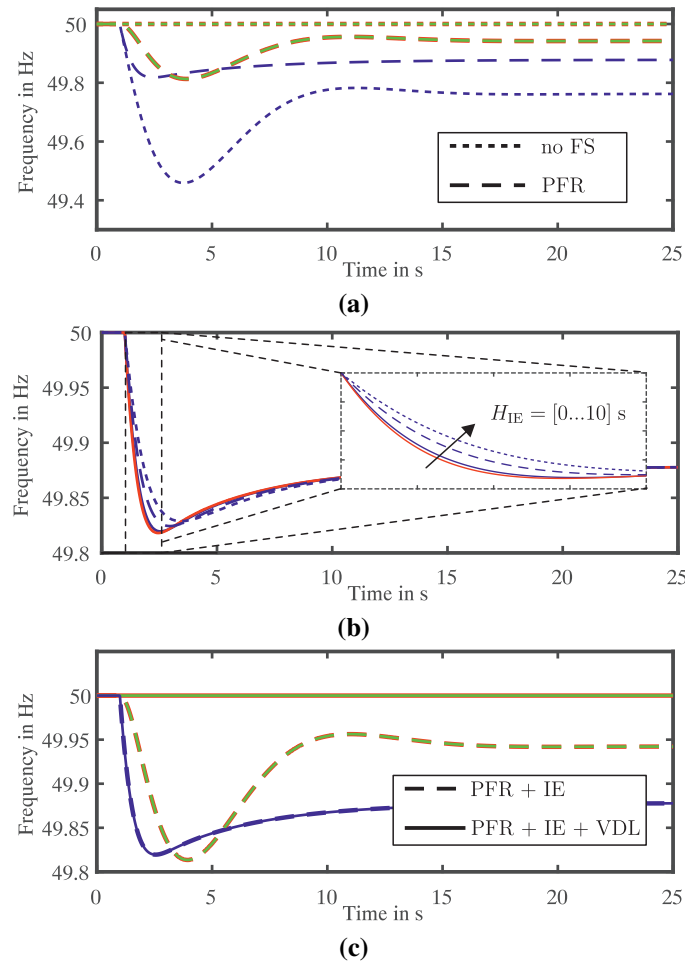 50
49.8
49.6
49.4
Frequency in Hz
no FS
PFR
0
5
10
15
20
25
Time in s
(a)
50
49.95
49.9
49.85
49.8
Frequency in Hz
H_IE = [0...10] s
0
5
10
15
20
25
Time in s
(b)
50
49.95
49.9
49.85
49.8
Frequency in Hz
PFR + IE
PFR + IE + VDL
0
5
10
15
20
25
Time in s
(c)